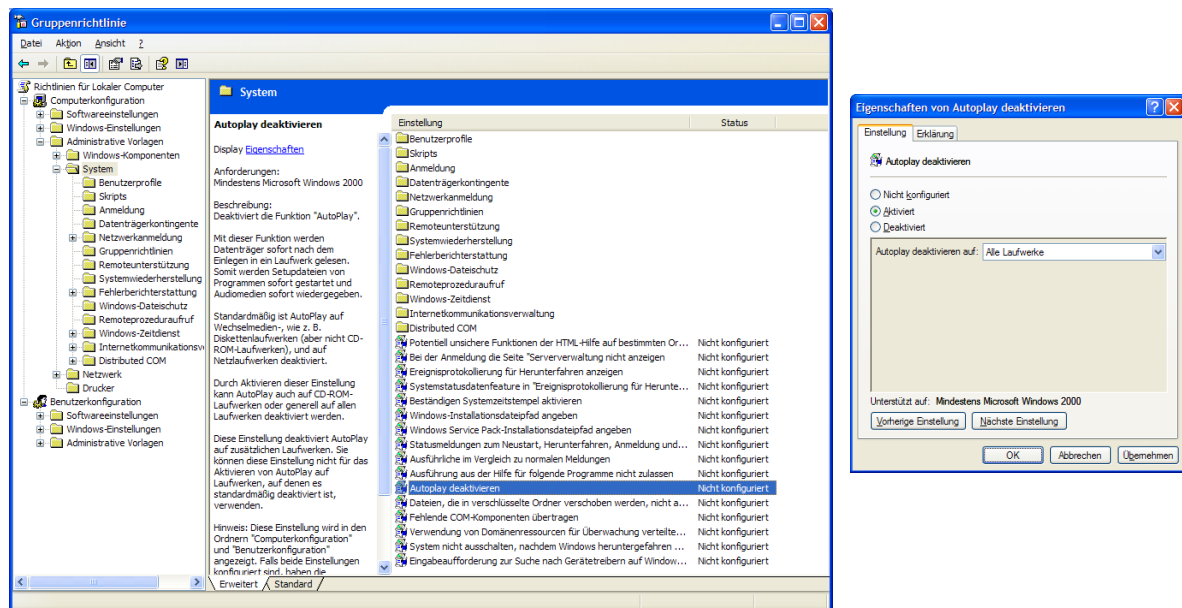 Gruppenrichtlinie
Datei Aktion Ansicht ?
Richtlinien für Lokaler Computer
Computerkonfiguration
Softwareeinstellungen
Windows-Einstellungen
Administrative Vorlagen
Windows-Komponenten
System
Benutzerprofile
Skripts
Anmeldung
Datenträgerkontingente
Netzwerkanmeldung
Gruppenrichtlinien
Remoteunterstützung
Systemwiederherstellung
Fehlerberichterstattung
Windows-Dateischutz
Remoteprozeduraufruf
Windows-Zeitdienst
Internetkommunikationsv
Distributed COM
Netzwerk
Drucker
Benutzerkonfiguration
Softwareeinstellungen
Windows-Einstellungen
Administrative Vorlagen
System
Autoplay deaktivieren
Display Eigenschaften
Anforderungen:
Mindestens Microsoft Windows 2000
Beschreibung:
Deaktiviert die Funktion "AutoPlay".
Mit dieser Funktion werden
Datenträger sofort nach dem
Einlegen in ein Laufwerk gelesen.
Somit werden Setupdateien von
Programmen sofort gestartet und
Audiomedien sofort wiedergegeben.
Standardmäßig ist AutoPlay auf
Wechselmedien-, wie z. B.
Diskettenlaufwerken (aber nicht CD-
ROM-Laufwerken), und auf
Netzlaufwerken deaktiviert.
Durch Aktivieren dieser Einstellung
kann AutoPlay auch auf CD-ROM-
Laufwerken oder generell auf allen
Laufwerken deaktiviert werden.
Diese Einstellung deaktiviert AutoPlay
auf zusätzlichen Laufwerken. Sie
können diese Einstellung nicht für das
Aktivieren von AutoPlay auf
Laufwerken, auf denen es
standardmäßig deaktiviert ist,
verwenden.
Hinweis: Diese Einstellung wird in den
Ordnern "Computerkonfiguration"
und "Benutzerkonfiguration"
angezeigt. Falls beide Einstellungen
konfiguriert sind, haben die
Einstellung Status
Benutzerprofile
Skripts
Anmeldung
Datenträgerkontingente
Netzwerkanmeldung
Gruppenrichtlinien
Remoteunterstützung
Systemwiederherstellung
Fehlerberichterstattung
Windows-Dateischutz
Remoteprozeduraufruf
Windows-Zeitdienst
Internetkommunikationsverwaltung
Distributed COM
Potentiell unsichere Funktionen der HTML-Hilfe auf bestimmten Or... Nicht konfiguriert
Bei der Anmeldung die Seite "Serververwaltung nicht anzeigen Nicht konfiguriert
Ereignisprotokollierung für Herunterfahren anzeigen Nicht konfiguriert
Systemstatusdatenfeature in "Ereignisprotokollierung für Herunte... Nicht konfiguriert
Beständigen Systemzeitstempel aktivieren Nicht konfiguriert
Windows-Installationsdateipfad angeben Nicht konfiguriert
Windows Service Pack-Installationsdateipfad angeben Nicht konfiguriert
Statusmeldungen zum Neustart, Herunterfahren, Anmeldung und... Nicht konfiguriert
Ausführliche im Vergleich zu normalen Meldungen Nicht konfiguriert
Ausführung aus der Hilfe für folgende Programme nicht zulassen Nicht konfiguriert
Autoplay deaktivieren Nicht konfiguriert
Dateien, die in verschlüsselte Ordner verschoben werden, nicht a... Nicht konfiguriert
Fehlende COM-Komponenten übertragen Nicht konfiguriert
Verwendung von Domänenressourcen für Überwachung verteilte... Nicht konfiguriert
System nicht ausschalten, nachdem Windows heruntergefahren ... Nicht konfiguriert
Eingabeaufforderung zur Suche nach Gerätetreibern auf Window... Nicht konfiguriert
Erweitert Standard
Eigenschaften von Autoplay deaktivieren
Einstellung Erklärung
Autoplay deaktivieren
Nicht konfiguriert
Aktiviert
Deaktiviert
Autoplay deaktivieren auf: Alle Laufwerke
Unterstützt auf: Mindestens Microsoft Windows 2000
Vorherige Einstellung Nächste Einstellung
OK Abbrechen Übernehmen